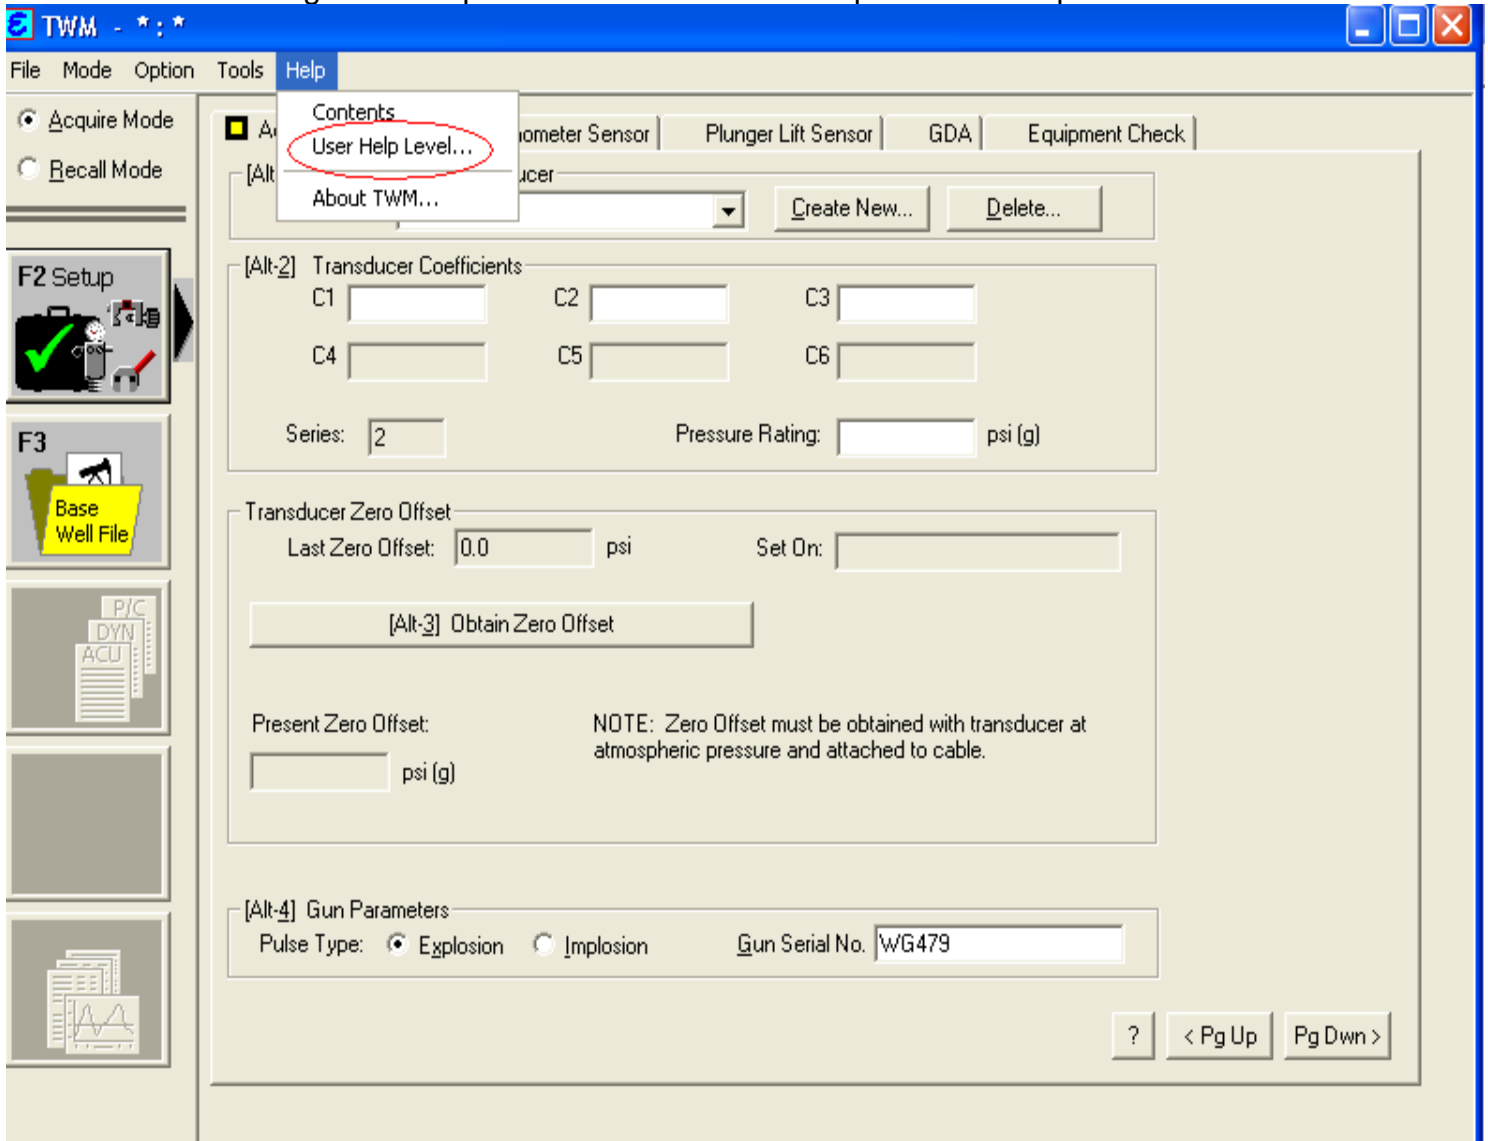 TWM - *:*
File Mode Option Tools Help
Contents
User Help Level...
About TWM...
Acquire Mode
Recall Mode
F2 Setup
F3
Base
Well File
P/C
DYN
ACU
Plunger Lift Sensor GDA Equipment Check
Create New... Delete...
[Alt-2] Transducer Coefficients
C1 C2 C3
C4 C5 C6
Series: 2 Pressure Rating: psi (g)
Transducer Zero Offset
Last Zero Offset: 0.0 psi Set On:
[Alt-3] Obtain Zero Offset
Present Zero Offset: NOTE: Zero Offset must be obtained with transducer at
atmospheric pressure and attached to cable.
psi (g)
[Alt-4] Gun Parameters
Pulse Type: Explosion Implosion Gun Serial No. WG479
? < Pg Up Pg Dwn >